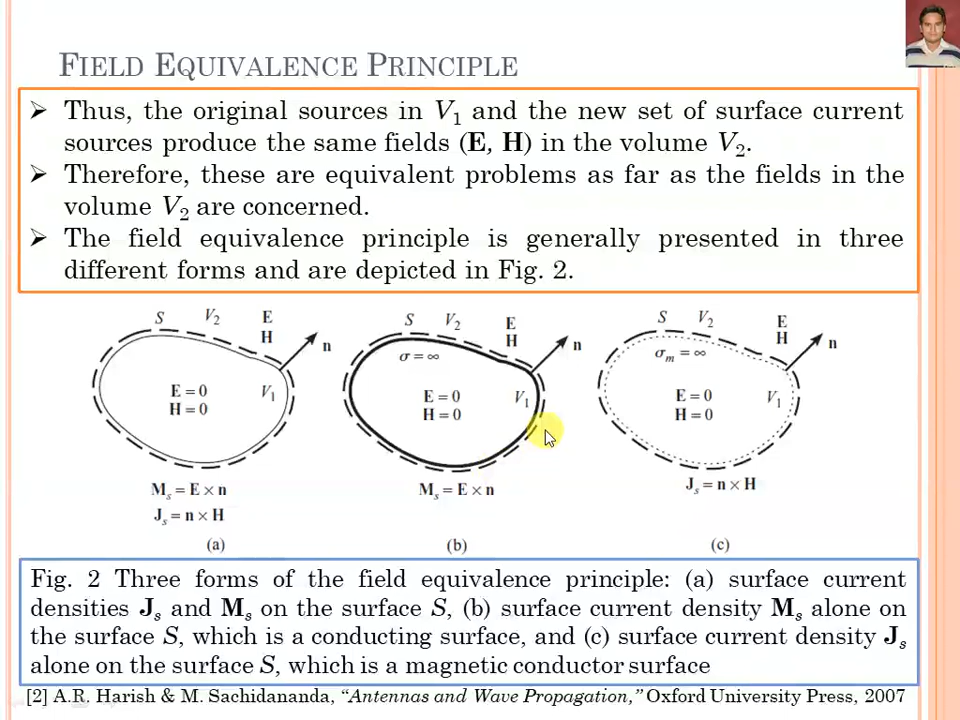 FIELD EQUIVALENCE PRINCIPLE
➤ Thus, the original sources in V₁ and the new set of surface current
sources produce the same fields (E, H) in the volume V₂.
➤ Therefore, these are equivalent problems as far as the fields in the
volume V₂ are concerned.
➤ The field equivalence principle is generally presented in three
different forms and are depicted in Fig. 2.
S V₂ E
H
n
E = 0
H = 0
V₁
Mₛ = E × n
Jₛ = n × H
(a)
S V₂ E
H
n
σ = ∞
E = 0
H = 0
V₁
Mₛ = E × n
(b)
S V₂ E
H
n
σₘ = ∞
E = 0
H = 0
V₁
Jₛ = n × H
(c)
Fig. 2 Three forms of the field equivalence principle: (a) surface current
densities Jₛ and Mₛ on the surface S, (b) surface current density Mₛ alone on
the surface S, which is a conducting surface, and (c) surface current density Jₛ
alone on the surface S, which is a magnetic conductor surface
[2] A.R. Harish & M. Sachidananda, “Antennas and Wave Propagation,” Oxford University Press, 2007